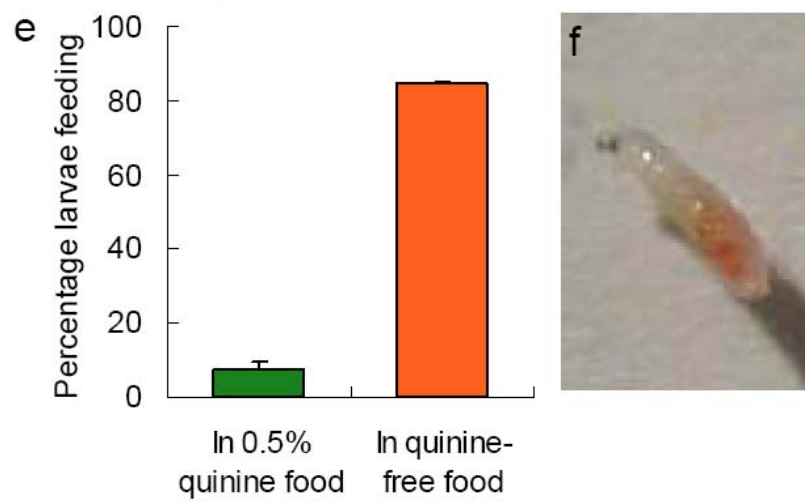 e
Percentage larvae feeding
100
80
60
40
20
0
In 0.5%
quinine food
In quinine-
free food
f